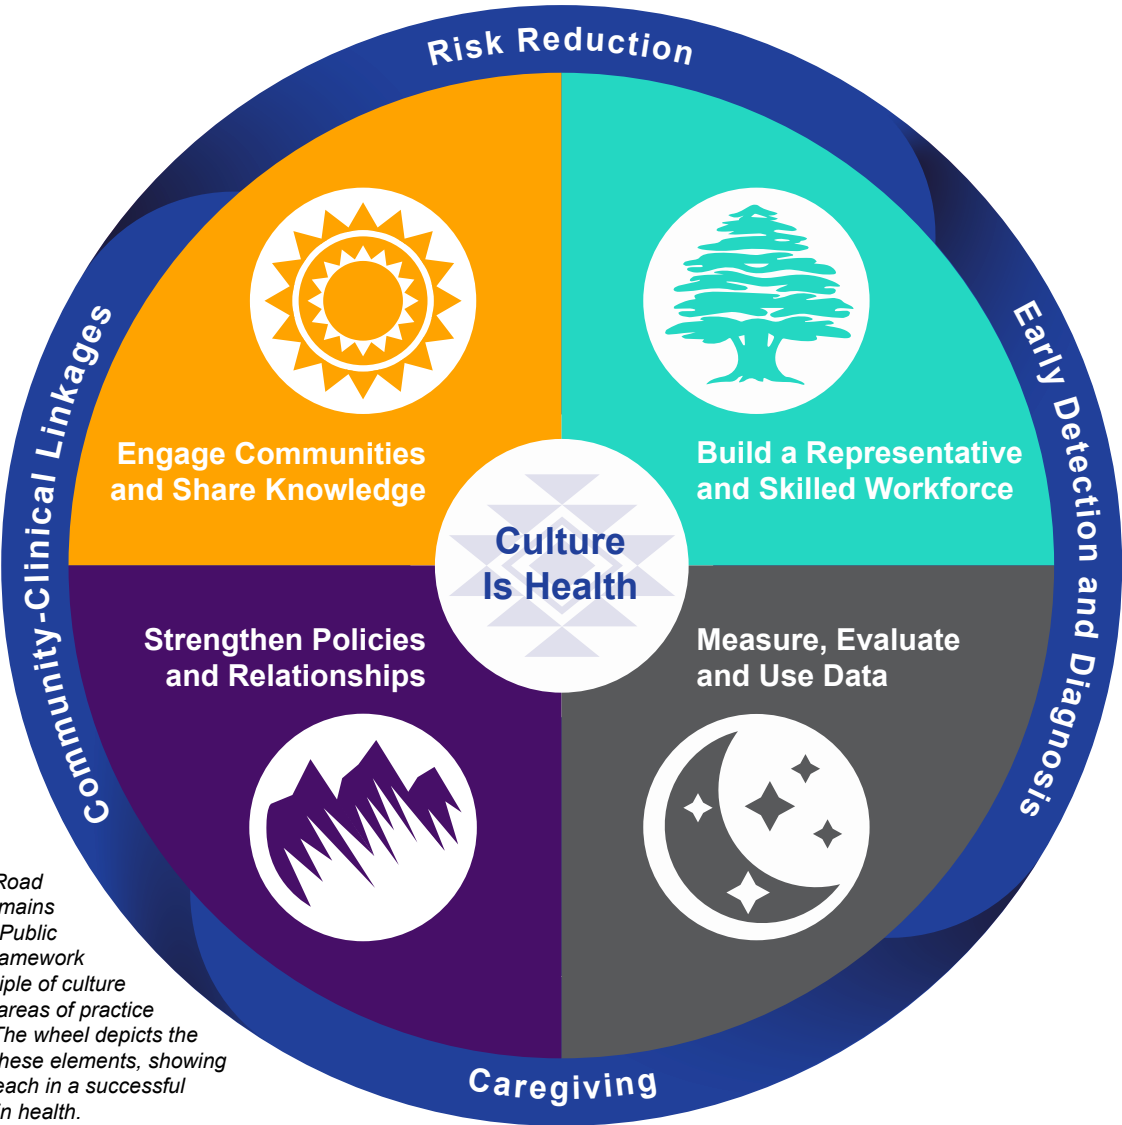 Risk Reduction
Engage Communities
and Share Knowledge
Build a Representative
and Skilled Workforce
Community-Clinical Linkages
Early Detection and Diagnosis
Culture
Is Health
Strengthen Policies
and Relationships
Measure, Evaluate
and Use Data
Caregiving
Road
mains
Public
amework
iple of culture
areas of practice
The wheel depicts the
hese elements, showing
each in a successful
in health.